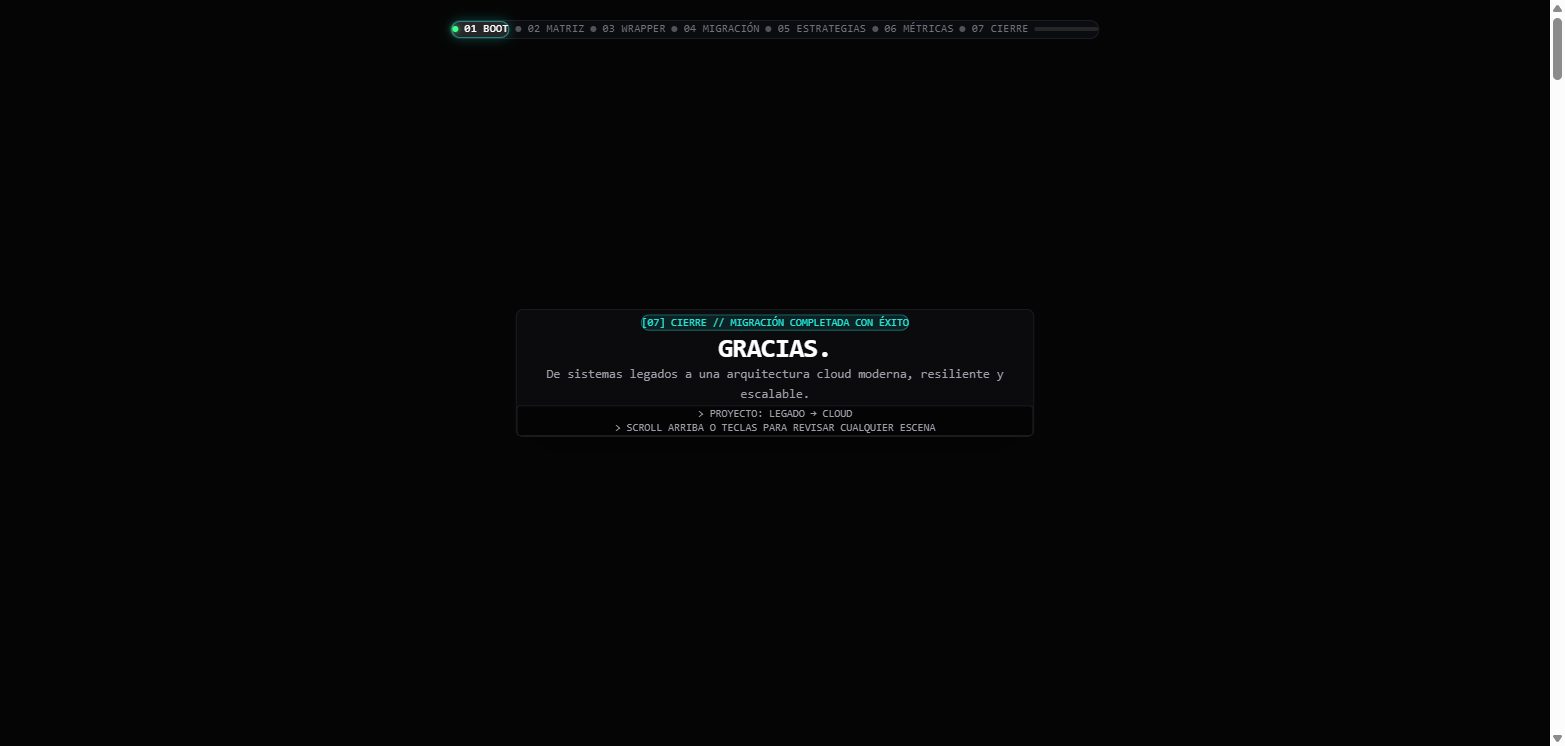 01 BOOT 02 MATRIZ 03 WRAPPER 04 MIGRACIÓN 05 ESTRATEGIAS 06 MÉTRICAS 07 CIERRE
[07] CIERRE // MIGRACIÓN COMPLETADA CON ÉXITO
GRACIAS.
De sistemas legados a una arquitectura cloud moderna, resiliente y
escalable.
> PROYECTO: LEGADO → CLOUD
> SCROLL ARRIBA O TECLAS PARA REVISAR CUALQUIER ESCENA